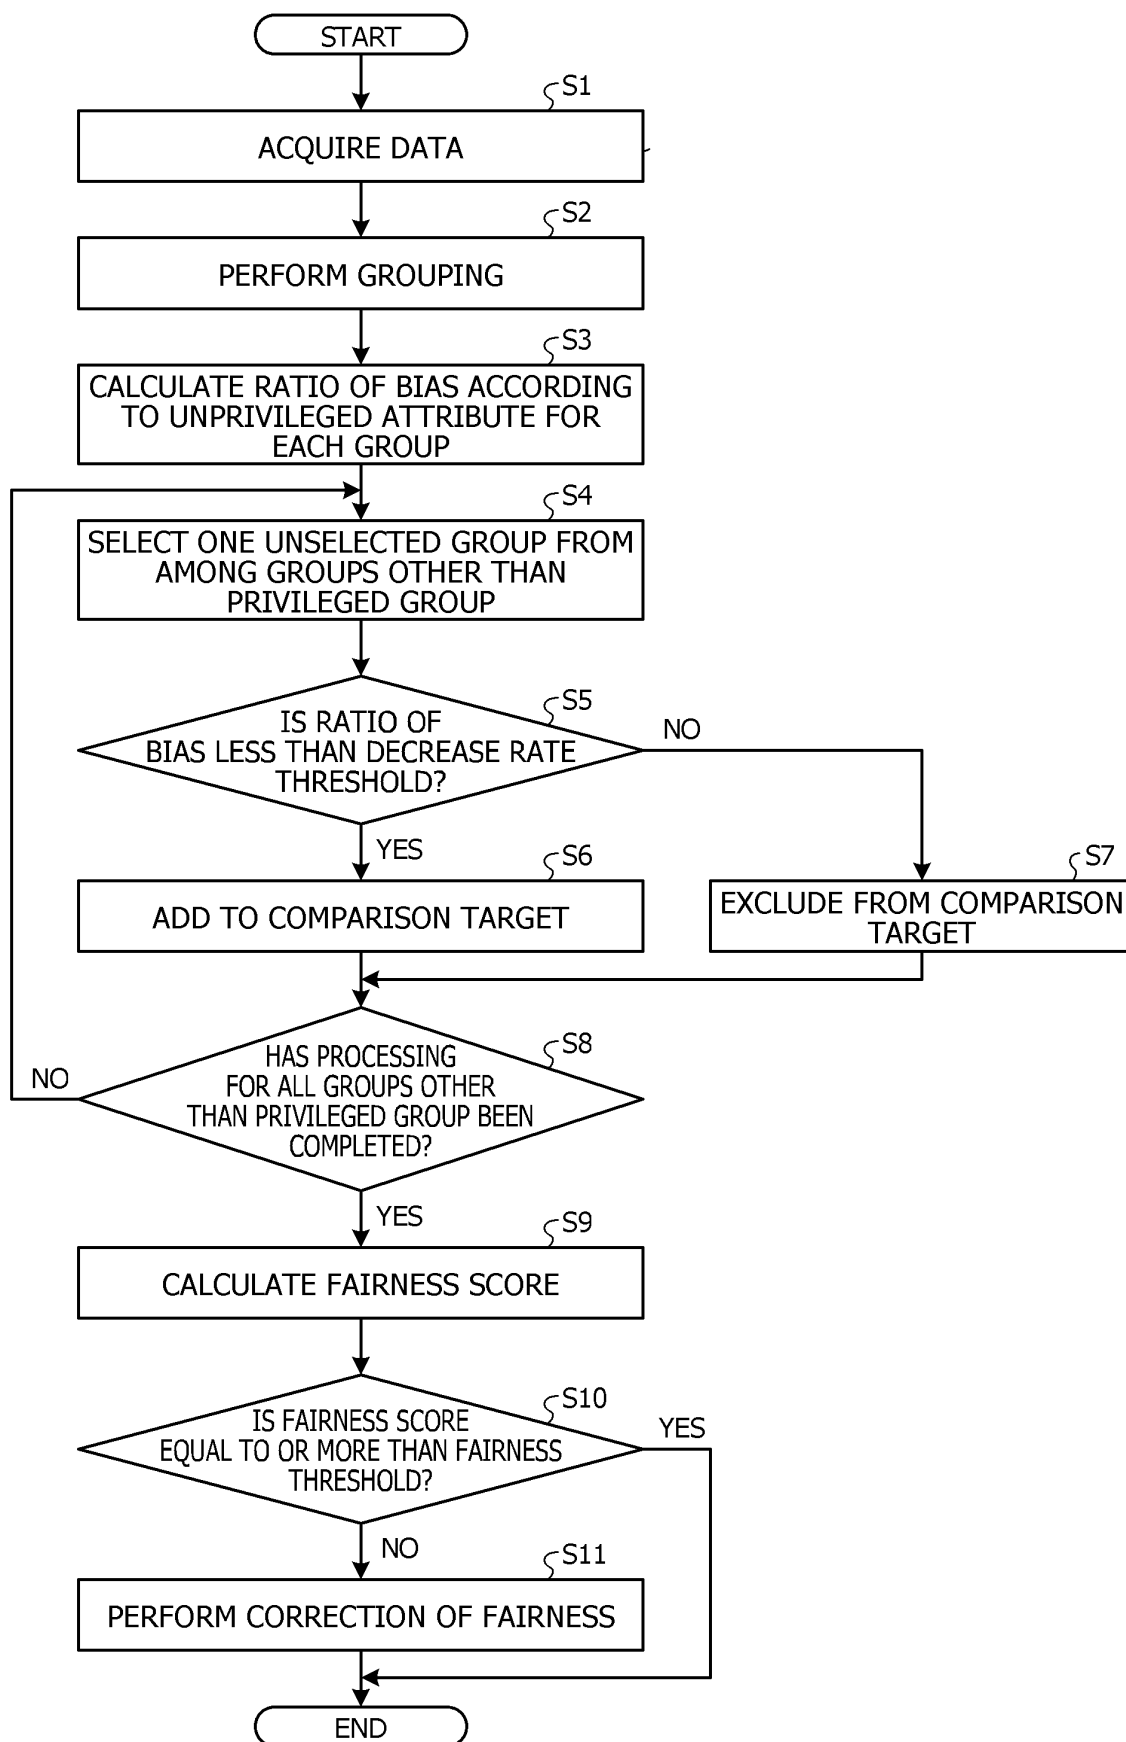 START
S1
ACQUIRE DATA
S2
PERFORM GROUPING
S3
CALCULATE RATIO OF BIAS ACCORDING
TO UNPRIVILEGED ATTRIBUTE FOR
EACH GROUP
S4
SELECT ONE UNSELECTED GROUP FROM
AMONG GROUPS OTHER THAN
PRIVILEGED GROUP
S5
IS RATIO OF
BIAS LESS THAN DECREASE RATE
THRESHOLD?
NO
YES
S6
ADD TO COMPARISON TARGET
S7
EXCLUDE FROM COMPARISON
TARGET
S8
HAS PROCESSING
FOR ALL GROUPS OTHER
THAN PRIVILEGED GROUP BEEN
COMPLETED?
NO
YES
S9
CALCULATE FAIRNESS SCORE
S10
IS FAIRNESS SCORE
EQUAL TO OR MORE THAN FAIRNESS
THRESHOLD?
YES
NO
S11
PERFORM CORRECTION OF FAIRNESS
END